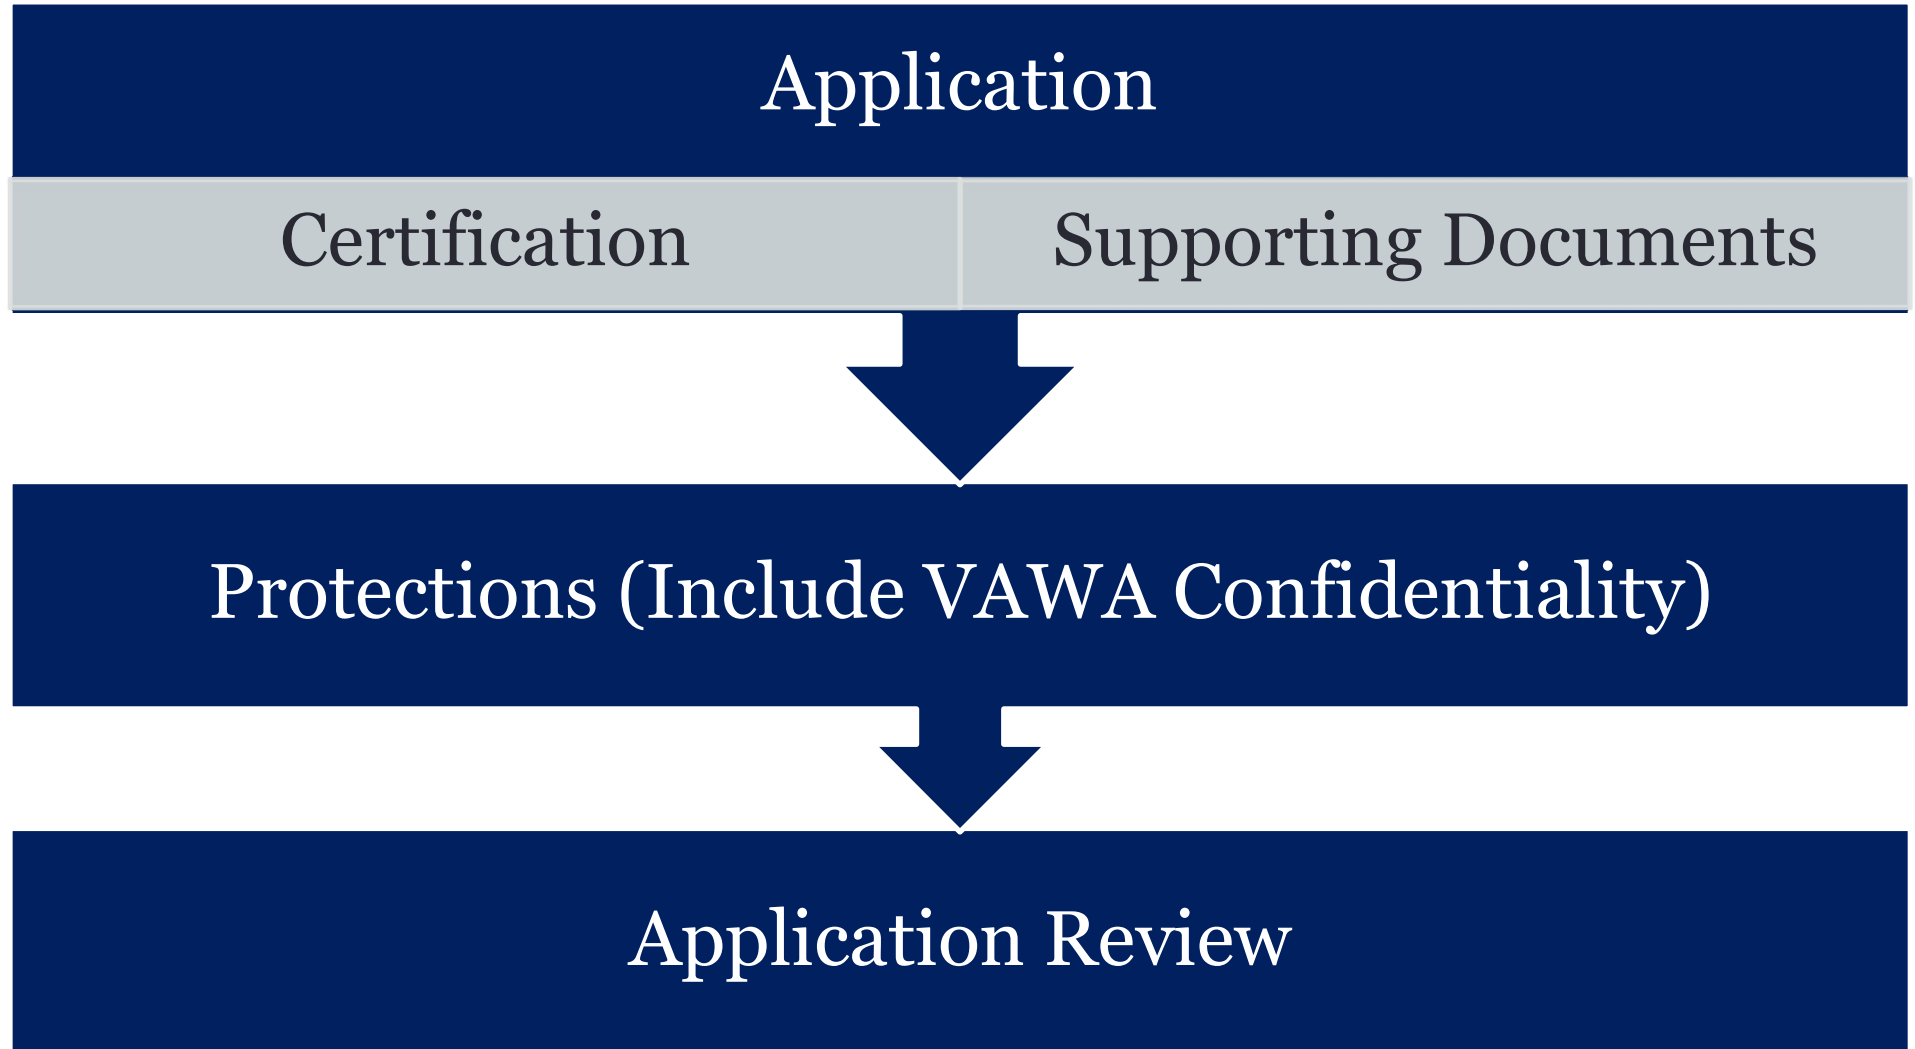 Application
Certification
Supporting Documents
Protections (Include VAWA Confidentiality)
Application Review